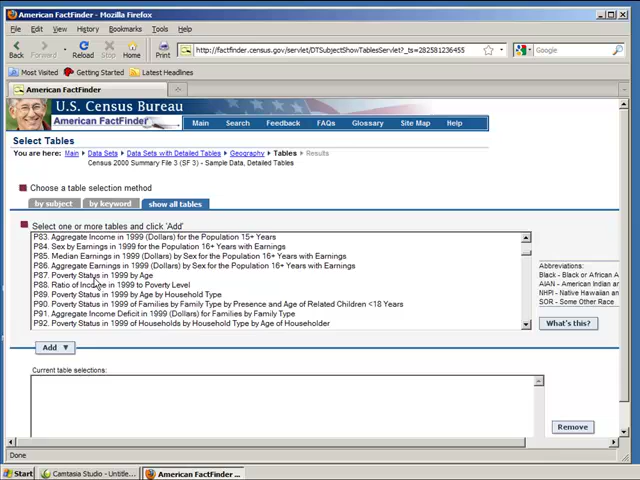 American FactFinder - Mozilla Firefox
File Edit View History Bookmarks Tools Help
Back Forward Reload Stop Home Print http://factfinder.census.gov/servlet/DTSubjectShowTablesServlet?_ts=282581236455 Google
Most Visited Getting Started Latest Headlines
American FactFinder
U.S. Census Bureau
American FactFinder Main Search Feedback FAQs Glossary Site Map Help
Select Tables
You are here: Main Data Sets Data Sets with Detailed Tables Geography Tables Results
Census 2000 Summary File 3 (SF 3) - Sample Data, Detailed Tables
Choose a table selection method
by subject by keyword show all tables
Select one or more tables and click 'Add'
P83. Aggregate Income in 1999 (Dollars) for the Population 15+ Years
P84. Sex by Earnings in 1999 for the Population 16+ Years with Earnings
P85. Median Earnings in 1999 (Dollars) by Sex for the Population 16+ Years with Earnings
P86. Aggregate Earnings in 1999 (Dollars) by Sex for the Population 16+ Years with Earnings
P87. Poverty Status in 1999 by Age
P88. Ratio of Income in 1999 to Poverty Level
P89. Poverty Status in 1999 by Age by Household Type
P90. Poverty Status in 1999 of Families by Family Type by Presence and Age of Related Children <18 Years
P91. Aggregate Income Deficit in 1999 (Dollars) for Families by Family Type
P92. Poverty Status in 1999 of Households by Household Type by Age of Householder
Abbreviations:
Black - Black or African A
AIAN - American Indian ar
NHPI - Native Hawaiian a
SOR - Some Other Race
What's this?
Add
Current table selections:
Remove
Done
Start Camtasia Studio - Untitle... American FactFinder ...